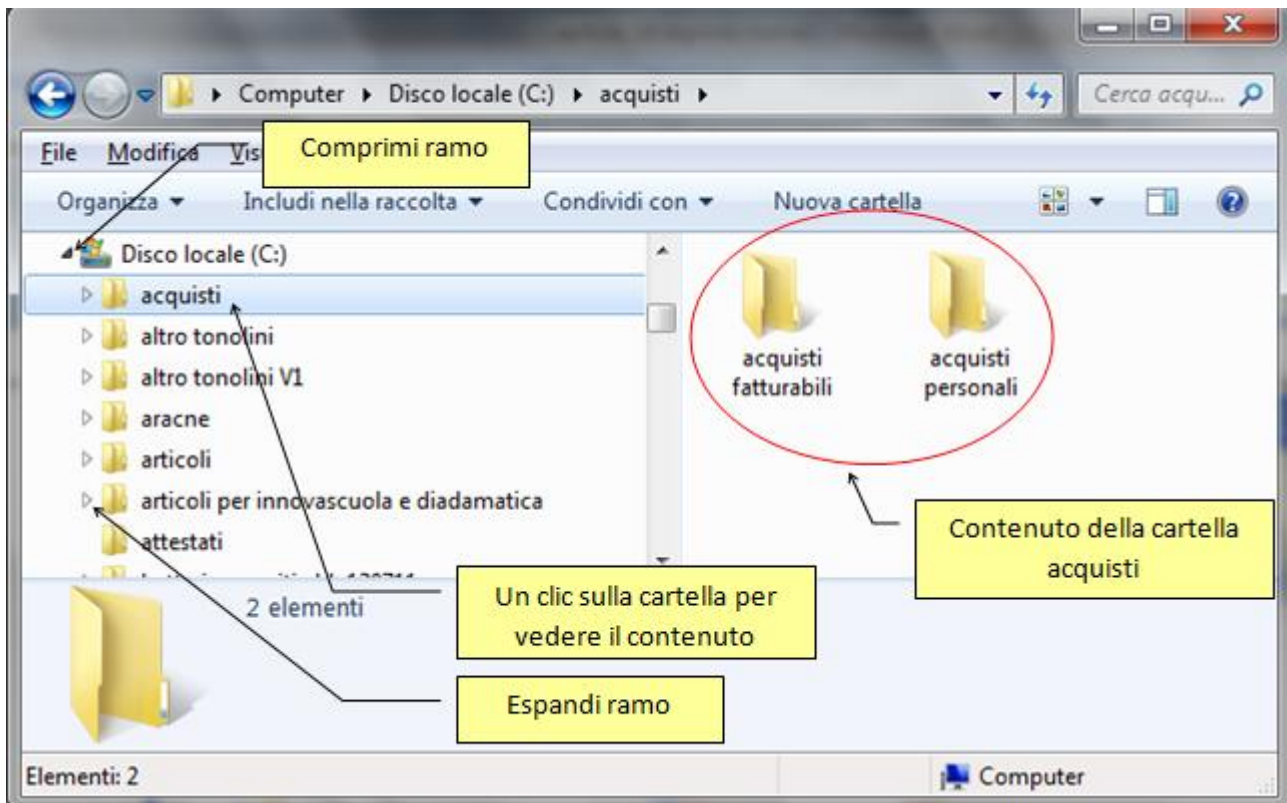 Computer Disco locale (C:) acquisti
Cerca acqu...
File Modifica Vis
Comprimi ramo
Organizza Includi nella raccolta Condividi con Nuova cartella
Disco locale (C:)
acquisti
altro tonolini
altro tonolini V1
aracne
articoli
articoli per innovascuola e diadamatica
attestati
acquisti
fatturabili
acquisti
personali
Contenuto della cartella
acquisti
2 elementi
Un clic sulla cartella per
vedere il contenuto
Espandi ramo
Elementi: 2
Computer